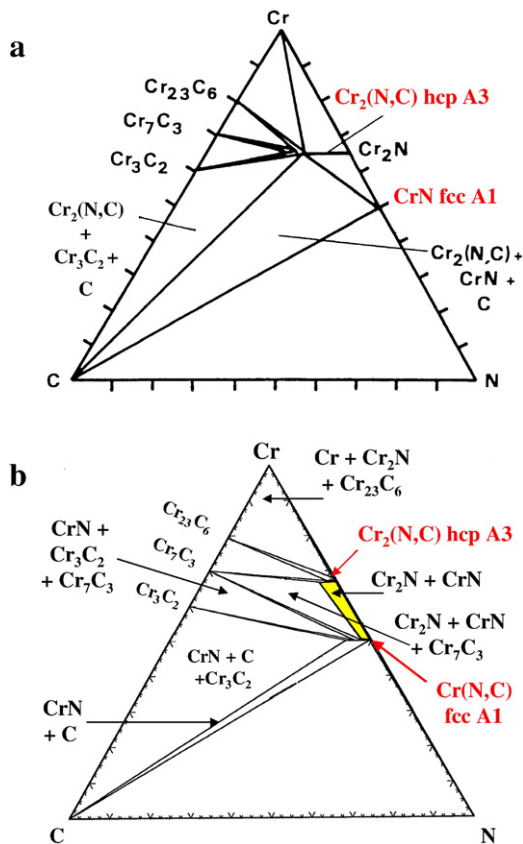 a
Cr
Cr23C6
Cr7C3
Cr3C2
Cr2(N,C) hcp A3
Cr2N
CrN fcc A1
Cr2(N,C)
+
Cr3C2 +
C
Cr2(N,C) +
CrN +
C
C
N
b
Cr
Cr + Cr2N
+ Cr23C6
Cr23C6
Cr7C3
Cr3C2
CrN +
Cr3C2
+ Cr7C3
Cr2(N,C) hcp A3
Cr2N + CrN
Cr2N + CrN
+ Cr7C3
CrN + C
+Cr3C2
Cr(N,C)
fcc A1
CrN
+ C
C
N